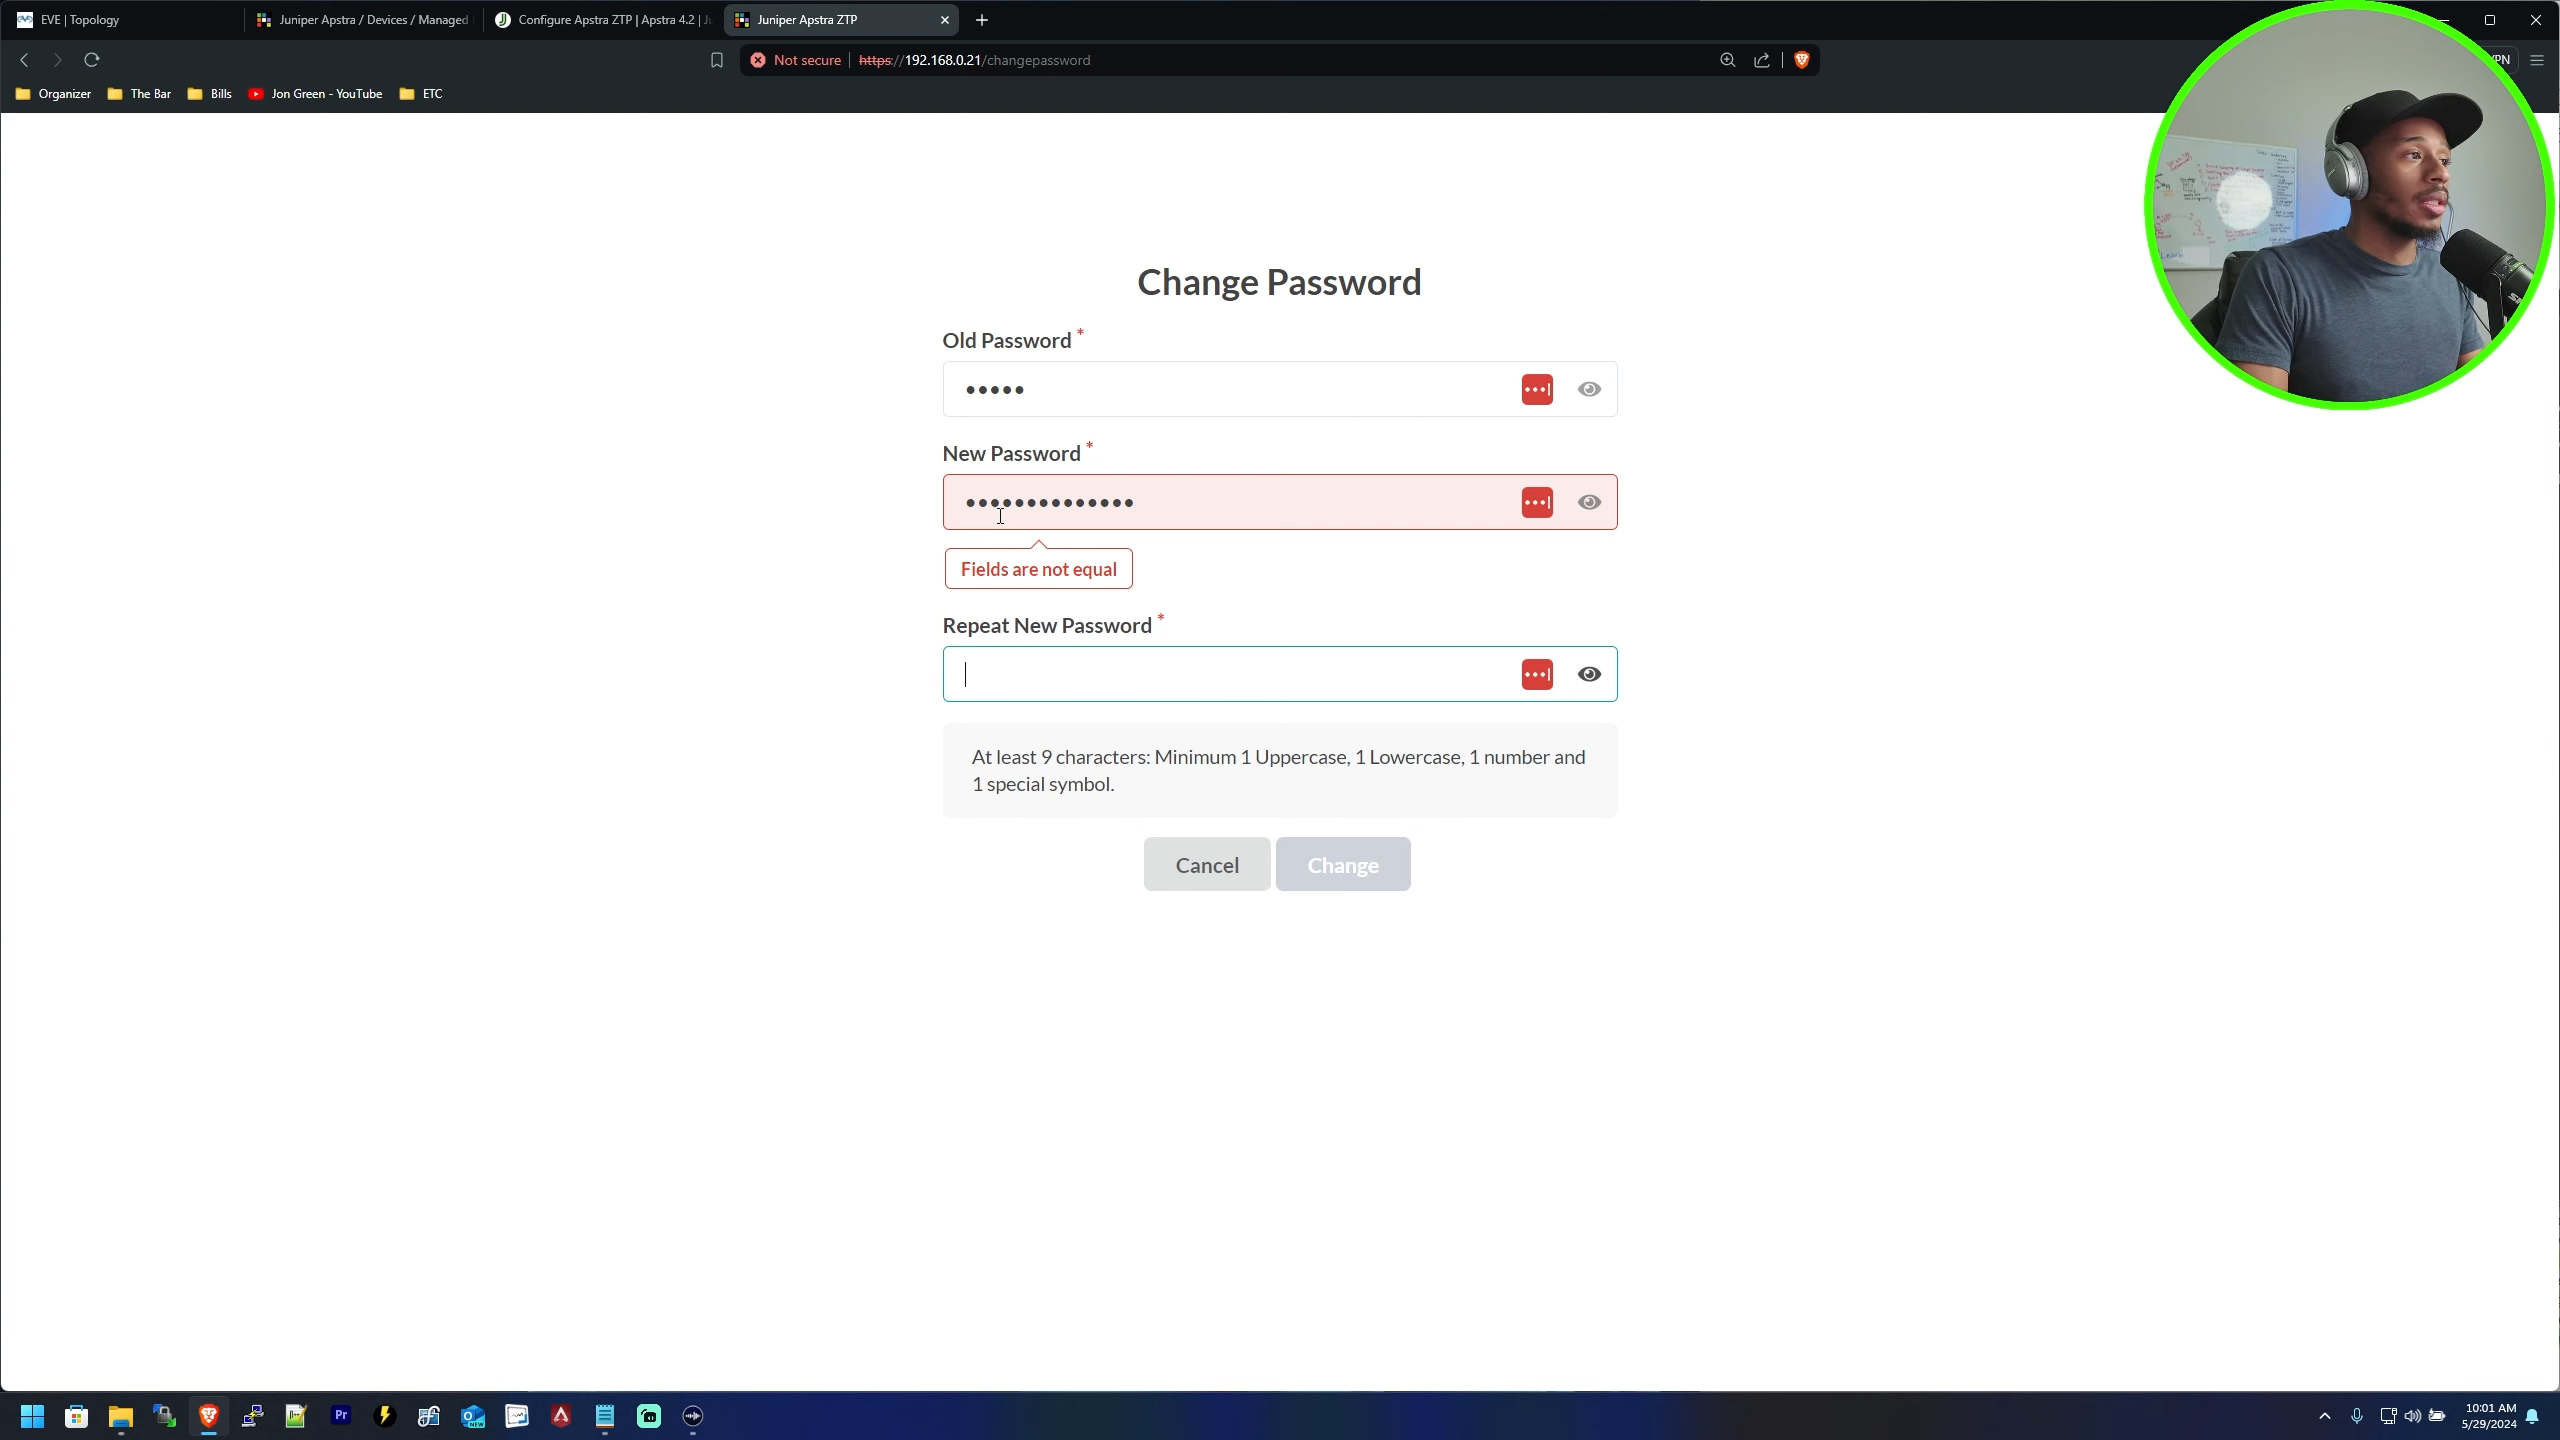 EVE | Topology
Juniper Apstra / Devices / Managed
Configure Apstra ZTP | Apstra 4.2 | Ju
Juniper Apstra ZTP
Not secure
https://192.168.0.21/changepassword
Organizer
The Bar
Bills
Jon Green - YouTube
ETC
Change Password
Old Password *
New Password *
Fields are not equal
Repeat New Password *
At least 9 characters: Minimum 1 Uppercase, 1 Lowercase, 1 number and
1 special symbol.
Cancel
Change
Pr
10:01 AM
5/29/2024